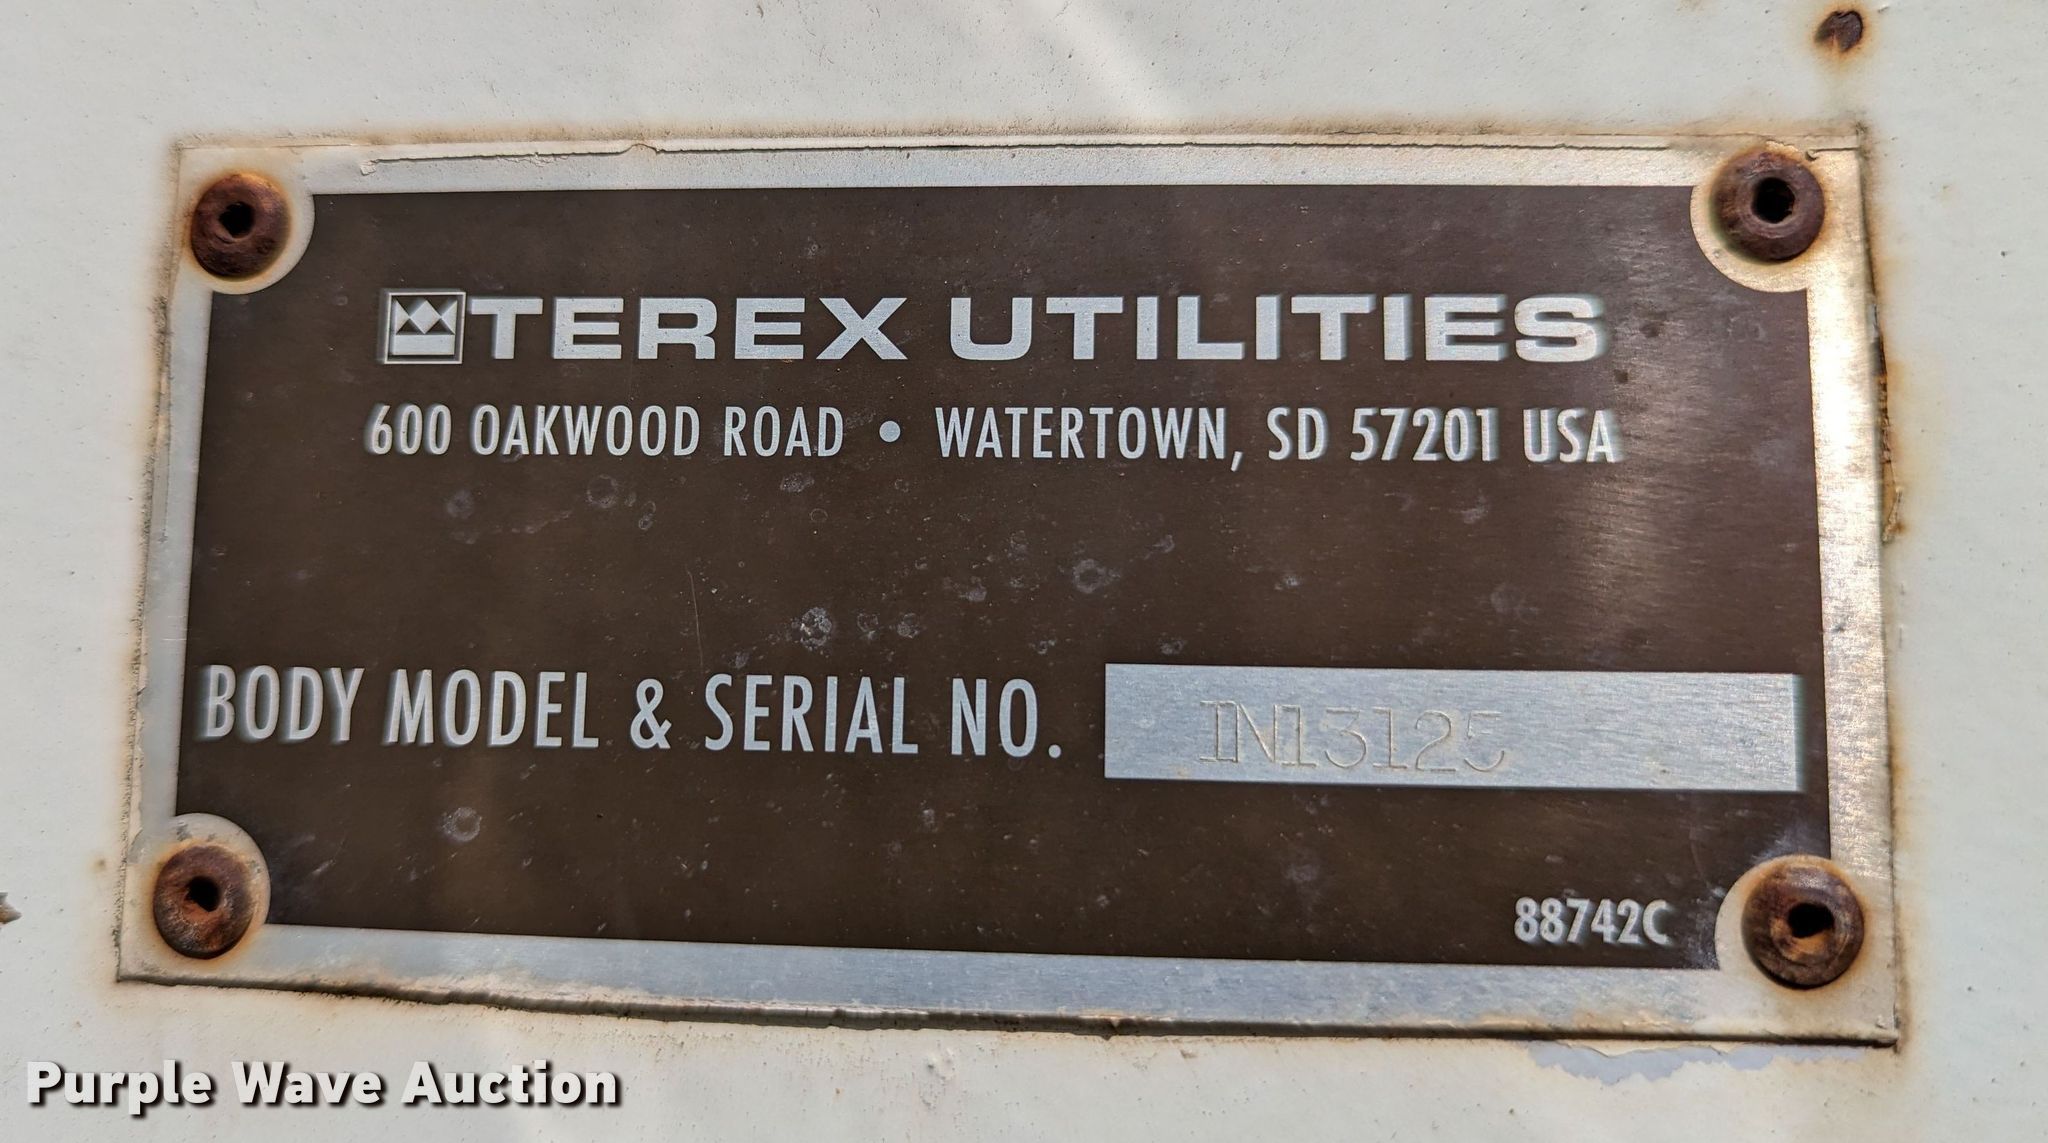 TEREX UTILITIES
600 OAKWOOD ROAD • WATERTOWN, SD 57201 USA
BODY MODEL & SERIAL NO. IN13125
88742C
Purple Wave Auction